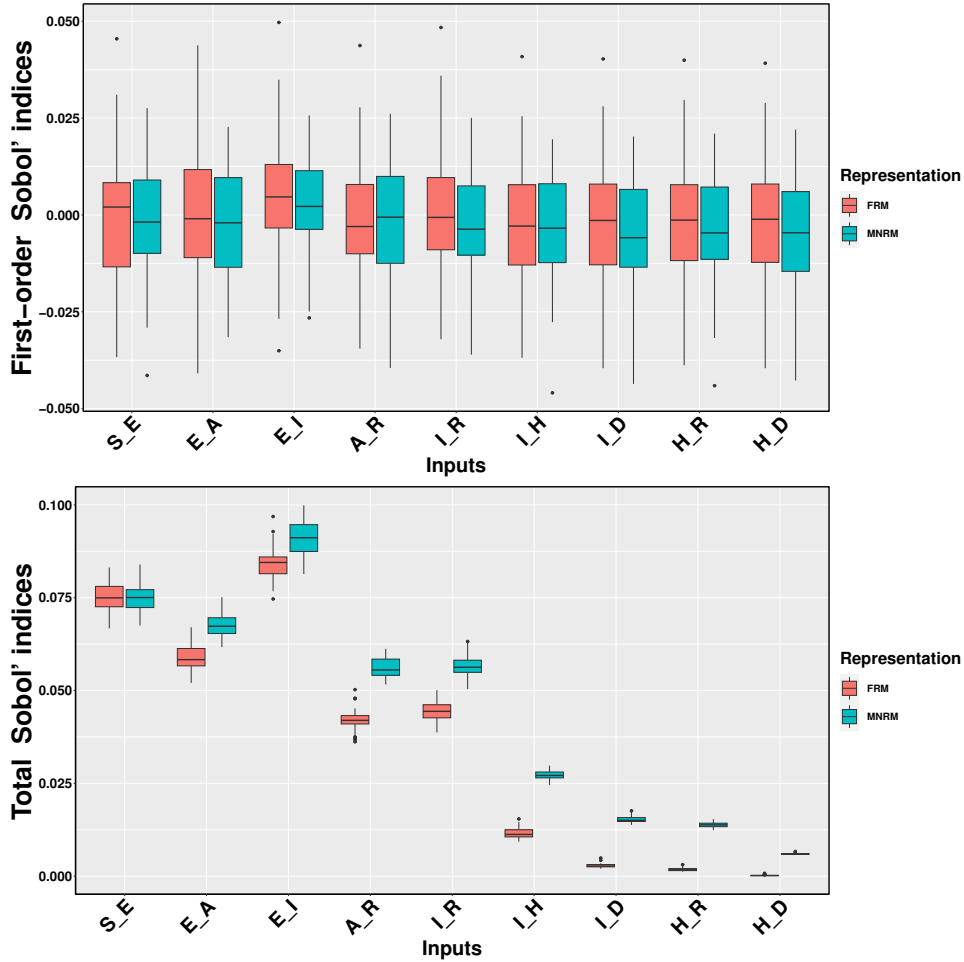 First−order Sobol' indices
0.050
0.025
0.000
−0.025
−0.050
S_E
E_A
E_I
A_R
I_R
I_H
I_D
H_R
H_D
Inputs
Representation
FRM
MNRM
Total Sobol' indices
0.100
0.075
0.050
0.025
0.000
S_E
E_A
E_I
A_R
I_R
I_H
I_D
H_R
H_D
Inputs
Representation
FRM
MNRM